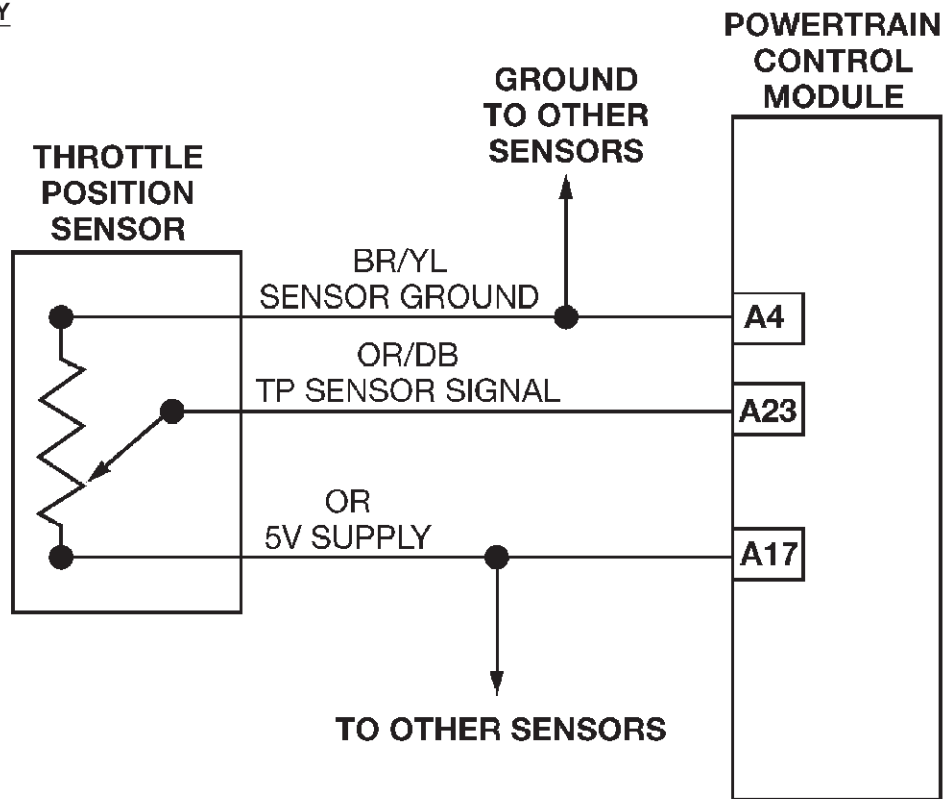 Y
POWERTRAIN
CONTROL
MODULE
GROUND
TO OTHER
SENSORS
THROTTLE
POSITION
SENSOR
BR/YL
SENSOR GROUND
A4
OR/DB
TP SENSOR SIGNAL
A23
OR
5V SUPPLY
A17
TO OTHER SENSORS